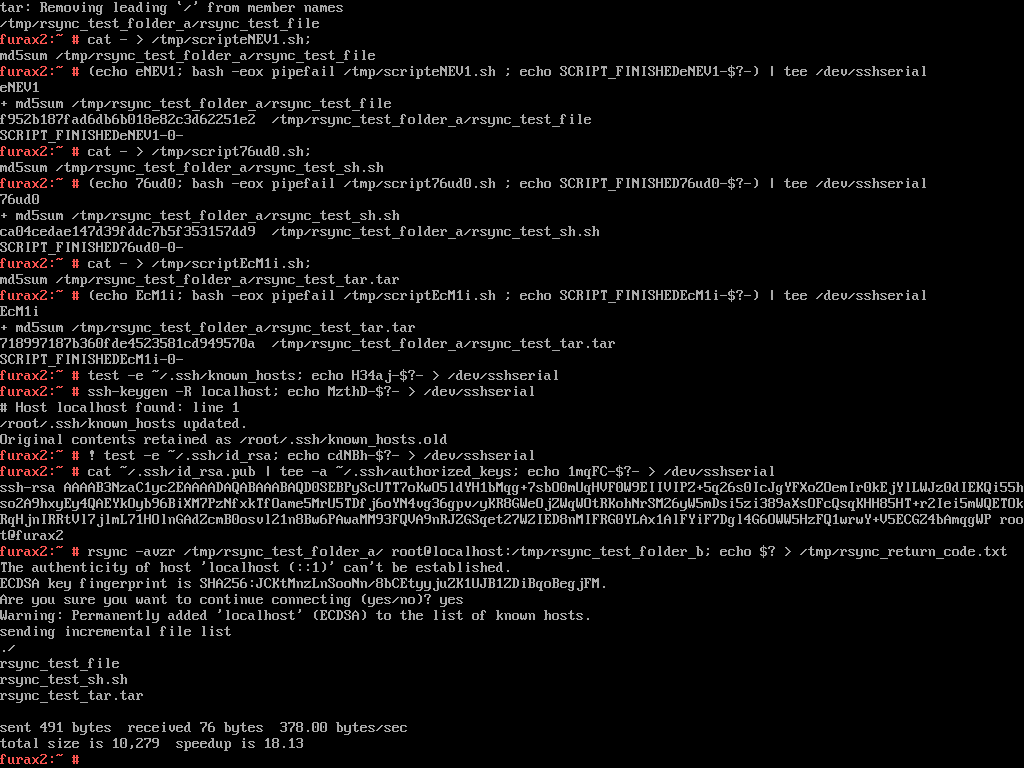 tar: Removing leading `/' from member names
/tmp/rsync_test_folder_a/rsync_test_file
furax2:~ # cat - > /tmp/scripteNEV1.sh;
md5sum /tmp/rsync_test_folder_a/rsync_test_file
furax2:~ # (echo eNEV1; bash -eox pipefail /tmp/scripteNEV1.sh ; echo SCRIPT_FINISHEDeNEV1-$?-) | tee /dev/sshserial
eNEV1
+ md5sum /tmp/rsync_test_folder_a/rsync_test_file
f952b187fad6db6b018e82c3d62251e2  /tmp/rsync_test_folder_a/rsync_test_file
SCRIPT_FINISHEDeNEV1-0-
furax2:~ # cat - > /tmp/script76ud0.sh;
md5sum /tmp/rsync_test_folder_a/rsync_test_sh.sh
furax2:~ # (echo 76ud0; bash -eox pipefail /tmp/script76ud0.sh ; echo SCRIPT_FINISHED76ud0-$?-) | tee /dev/sshserial
76ud0
+ md5sum /tmp/rsync_test_folder_a/rsync_test_sh.sh
ca04cedae147d39fddc7b5f353157dd9  /tmp/rsync_test_folder_a/rsync_test_sh.sh
SCRIPT_FINISHED76ud0-0-
furax2:~ # cat - > /tmp/scriptEcM1i.sh;
md5sum /tmp/rsync_test_folder_a/rsync_test_tar.tar
furax2:~ # (echo EcM1i; bash -eox pipefail /tmp/scriptEcM1i.sh ; echo SCRIPT_FINISHEDEcM1i-$?-) | tee /dev/sshserial
EcM1i
+ md5sum /tmp/rsync_test_folder_a/rsync_test_tar.tar
718997187b360fde4523581cd949570a  /tmp/rsync_test_folder_a/rsync_test_tar.tar
SCRIPT_FINISHEDEcM1i-0-
furax2:~ # test -e ~/.ssh/known_hosts; echo H34aj-$?- > /dev/sshserial
furax2:~ # ssh-keygen -R localhost; echo MzthD-$?- > /dev/sshserial
# Host localhost found: line 1
/root/.ssh/known_hosts updated.
Original contents retained as /root/.ssh/known_hosts.old
furax2:~ # ! test -e ~/.ssh/id_rsa; echo cdNBh-$?- > /dev/sshserial
furax2:~ # cat ~/.ssh/id_rsa.pub | tee -a ~/.ssh/authorized_keys; echo 1mqFC-$?- > /dev/sshserial
ssh-rsa AAAAB3NzaC1yc2EAAAADAQABAAABAQD0SEBPyScUTT7oKwO5ldYH1bMqg+7sbO0mUqHVFOW9EIIVIPZ+5q26s0IcJgYFXoZOemIrOkEjYlLWJz0dIEKQi55h
so2A9hxyEy4QAEYkOyb96BiXM7PzNfxkTfOame5MrU5TDfj6oYN4vg36gpv/yKR8GWeOjZWqWOtRKohNrSM26yW5mDsi5zi389aXsOFcQsqKHH85HT+r2Iei5mWQETOk
RqHjnIRRtVl7jlmL71HOlnGAdZcmB0osvl21n8Bw6PAwaMM93FQVA9nRJZGSqet27WZIED8nMIFRG0YLAx1AlFYiF7Dgl4G6OWW5HzFQ1wrwY+V5ECGZ4bAmqgWP roo
t@furax2
furax2:~ # rsync -avzr /tmp/rsync_test_folder_a/ root@localhost:/tmp/rsync_test_folder_b; echo $? > /tmp/rsync_return_code.txt
The authenticity of host 'localhost (::1)' can't be established.
ECDSA key fingerprint is SHA256:JCKtMnzLnSooNn/8bCEtyyjuZK1UJB1ZDiBqoBegjFM.
Are you sure you want to continue connecting (yes/no)? yes
Warning: Permanently added 'localhost' (ECDSA) to the list of known hosts.
sending incremental file list
./
rsync_test_file
rsync_test_sh.sh
rsync_test_tar.tar
sent 491 bytes  received 76 bytes  378.00 bytes/sec
total size is 10,279  speedup is 18.13
furax2:~ #